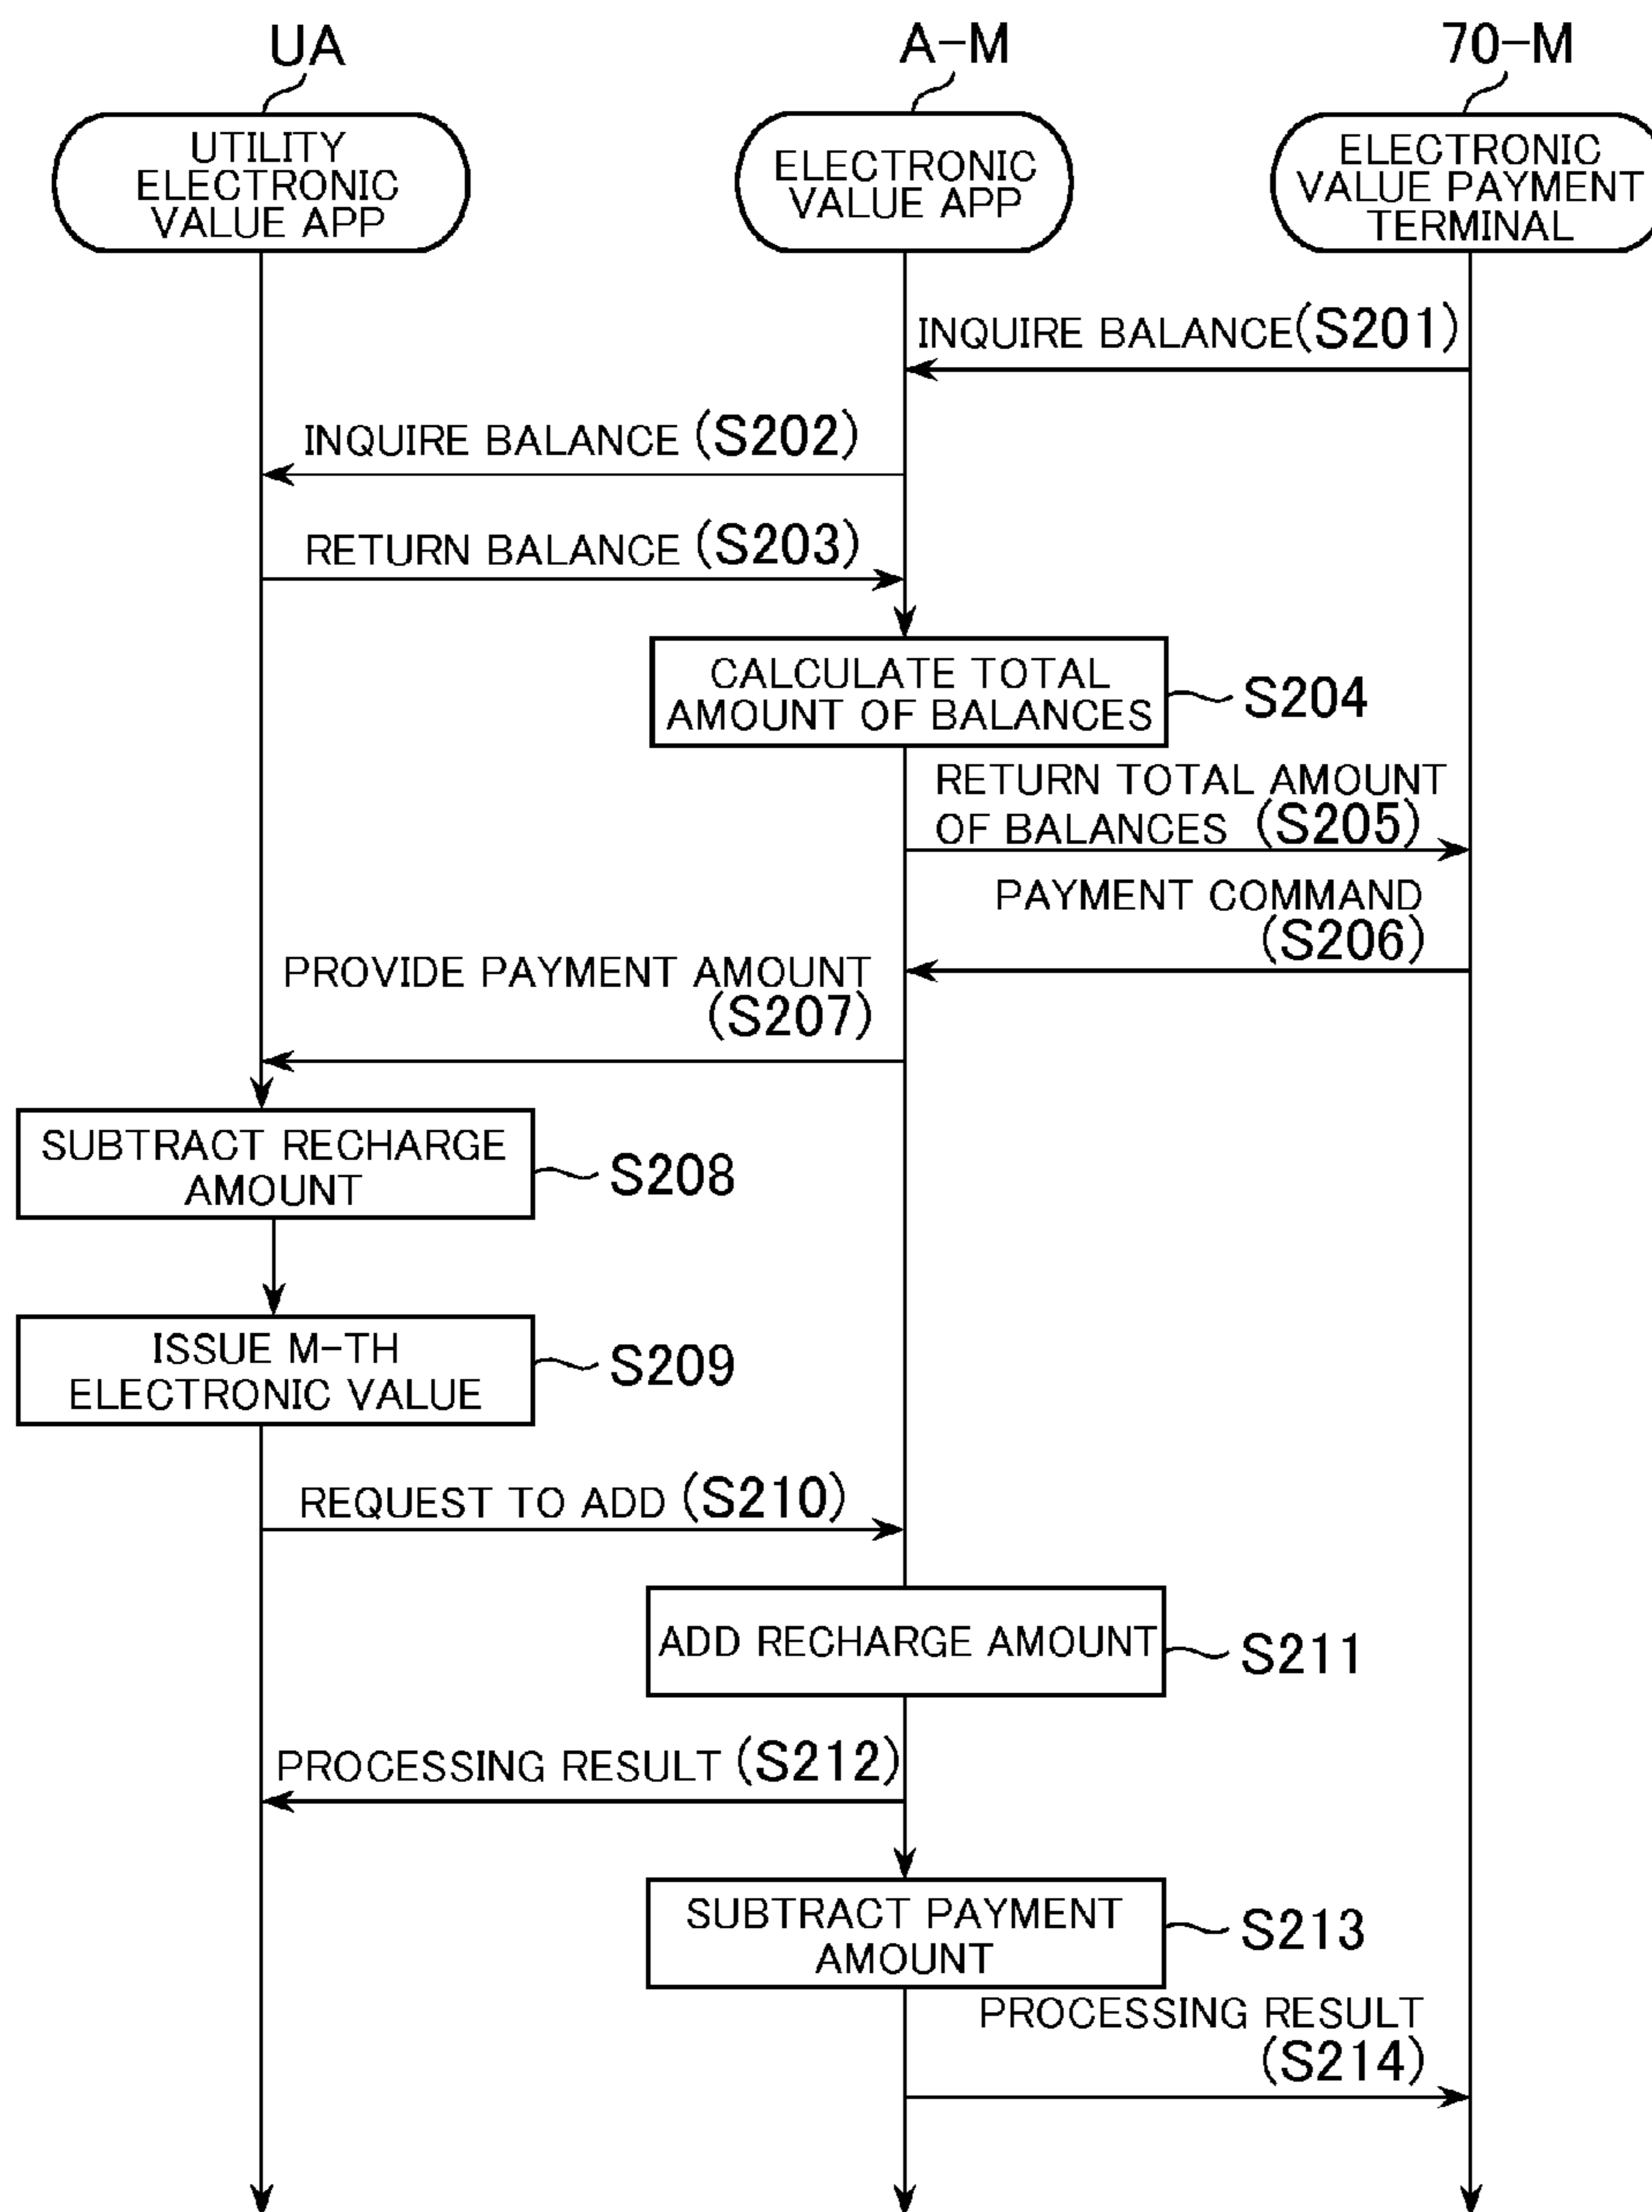 UA
A-M
70-M
UTILITY
ELECTRONIC
VALUE APP
ELECTRONIC
VALUE APP
ELECTRONIC
VALUE PAYMENT
TERMINAL
INQUIRE BALANCE(S201)
INQUIRE BALANCE (S202)
RETURN BALANCE (S203)
CALCULATE TOTAL
AMOUNT OF BALANCES
S204
RETURN TOTAL AMOUNT
OF BALANCES (S205)
PAYMENT COMMAND
(S206)
PROVIDE PAYMENT AMOUNT
(S207)
SUBTRACT RECHARGE
AMOUNT
S208
ISSUE M-TH
ELECTRONIC VALUE
S209
REQUEST TO ADD (S210)
ADD RECHARGE AMOUNT
S211
PROCESSING RESULT (S212)
SUBTRACT PAYMENT
AMOUNT
S213
PROCESSING RESULT
(S214)